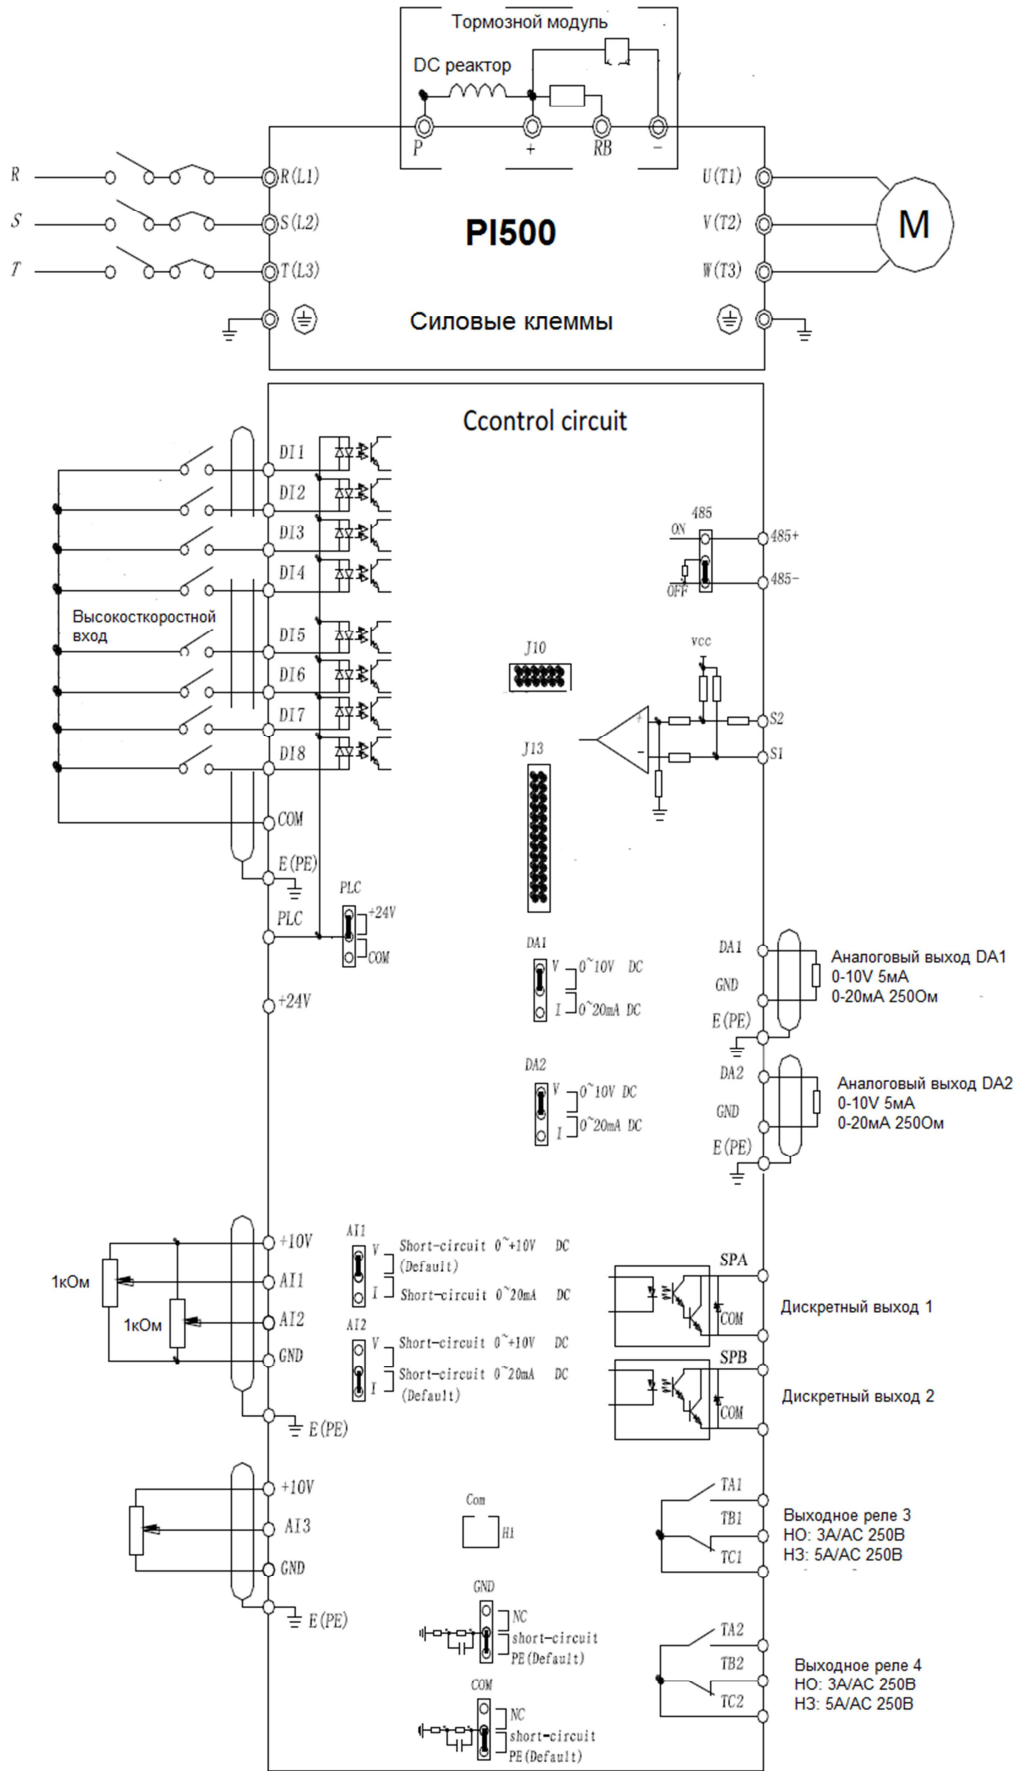 Тормозной модуль
DC реактор
P
+
RB
-
R
R(L1)
U(T1)
S
S(L2)
PI500
V(T2)
M
T
T(L3)
W(T3)
Силовые клеммы
Ccontrol circuit
DI1
DI2
DI3
DI4
Высокосткоростной
вход
DI5
DI6
DI7
DI8
COM
E(PE)
PLC
+24V
485
ON
485+
OFF
485-
J10
vcc
+
S2
-
S1
J13
PLC
+24V
COM
DA1
V
0~10V DC
I
0~20mA DC
DA1
GND
E(PE)
Аналоговый выход DA1
0-10V 5мА
0-20мА 250Ом
DA2
V
0~10V DC
I
0~20mA DC
DA2
GND
E(PE)
Аналоговый выход DA2
0-10V 5мА
0-20мА 250Ом
1кОм
1кОм
+10V
AI1
AI2
GND
E(PE)
AI1
V
Short-circuit 0~+10V DC
(Default)
I
Short-circuit 0~20mA DC
AI2
V
Short-circuit 0~+10V DC
Short-circuit 0~20mA DC
I
(Default)
SPA
COM
Дискретный выход 1
SPB
COM
Дискретный выход 2
+10V
AI3
GND
E(PE)
Com
H1
TA1
TB1
TC1
Выходное реле 3
НО: 3А/АС 250В
НЗ: 5А/АС 250В
GND
NC
short-circuit
PE(Default)
TA2
TB2
TC2
Выходное реле 4
НО: 3А/АС 250В
НЗ: 5А/АС 250В
COM
NC
short-circuit
PE(Default)